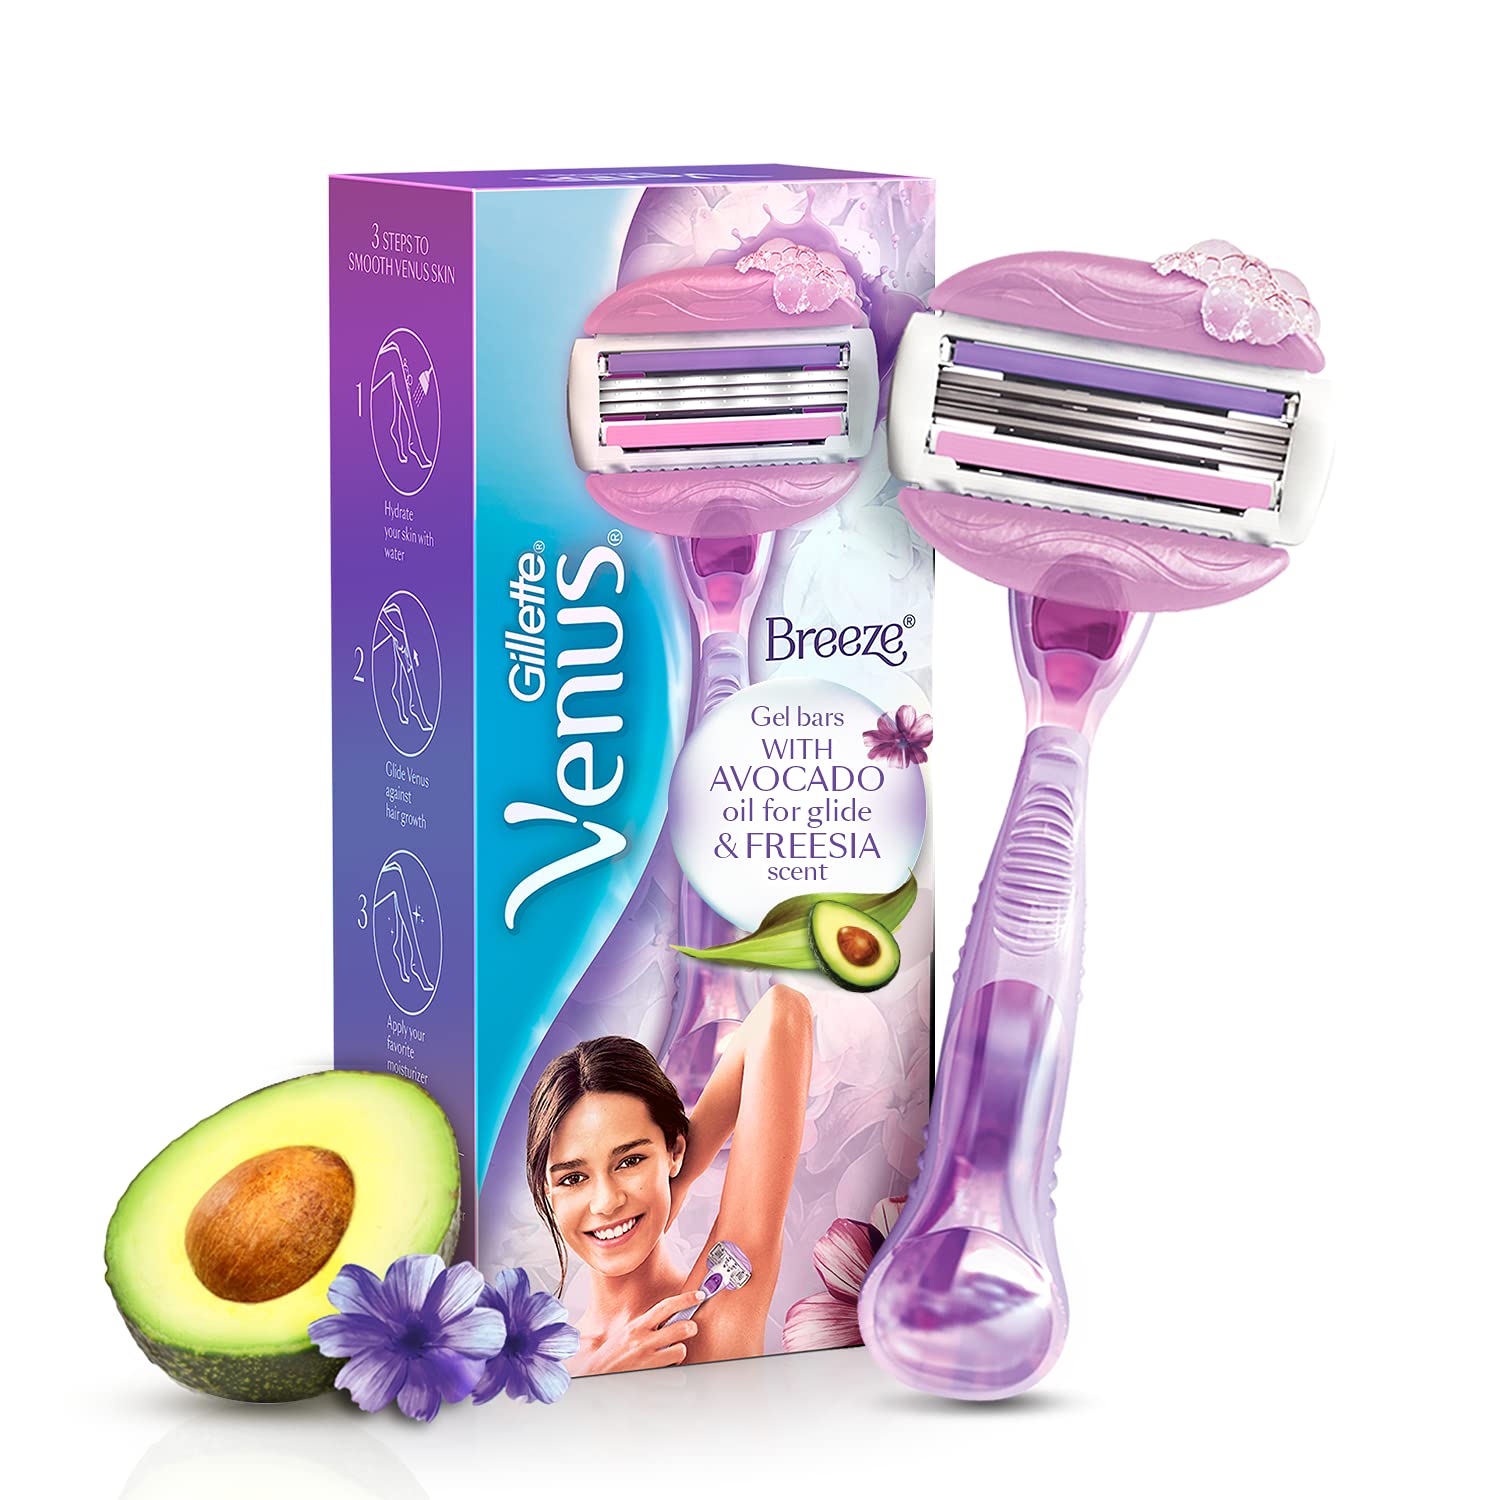 3 STEPS TO
SMOOTH VENUS SKIN
1
Hydrate
your skin with
water
2
Glide Venus
against
hair growth
3
Apply your
favorite
moisturizer
Gillette®
Venus®
Breeze®
Gel bars
WITH
AVOCADO
oil for glide
& FREESIA
scent